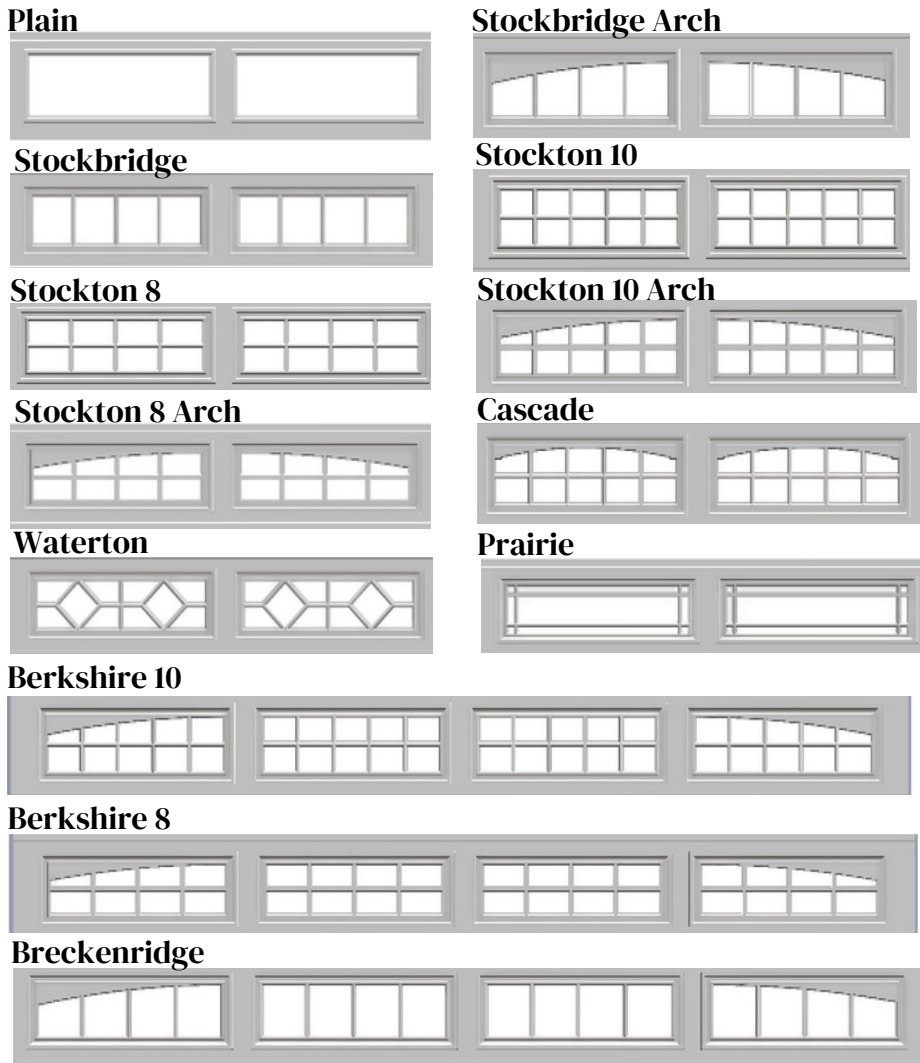 Plain
Stockbridge Arch
Stockbridge
Stockton 10
Stockton 8
Stockton 10 Arch
Stockton 8 Arch
Cascade
Waterton
Prairie
Berkshire 10
Berkshire 8
Breckenridge